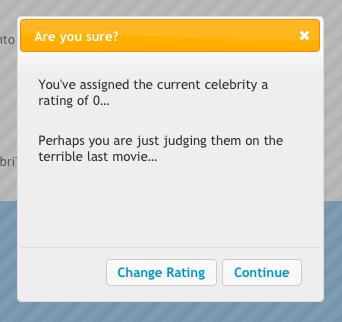 Are you sure?
nto
You've assigned the current celebrity a
rating of 0...
Perhaps you are just judging them on the
terrible last movie...
Change Rating
Continue